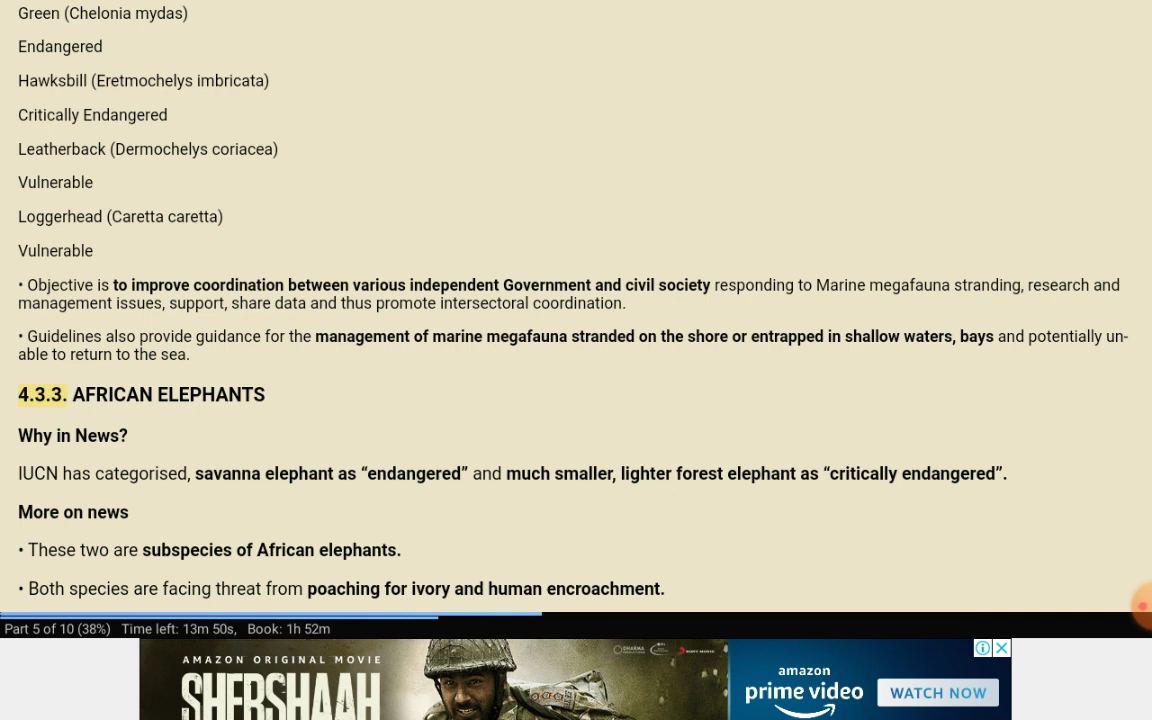 Green (Chelonia mydas)
Endangered
Hawksbill (Eretmochelys imbricata)
Critically Endangered
Leatherback (Dermochelys coriacea)
Vulnerable
Loggerhead (Caretta caretta)
Vulnerable
• Objective is to improve coordination between various independent Government and civil society responding to Marine megafauna stranding, research and
management issues, support, share data and thus promote intersectoral coordination.
• Guidelines also provide guidance for the management of marine megafauna stranded on the shore or entrapped in shallow waters, bays and potentially un-
able to return to the sea.
4.3.3. AFRICAN ELEPHANTS
Why in News?
IUCN has categorised, savanna elephant as “endangered” and much smaller, lighter forest elephant as “critically endangered”.
More on news
• These two are subspecies of African elephants.
• Both species are facing threat from poaching for ivory and human encroachment.
Part 5 of 10 (38%) Time left: 13m 50s, Book: 1h 52m
AMAZON ORIGINAL MOVIE
SHERSHAAH
amazon
prime video
WATCH NOW